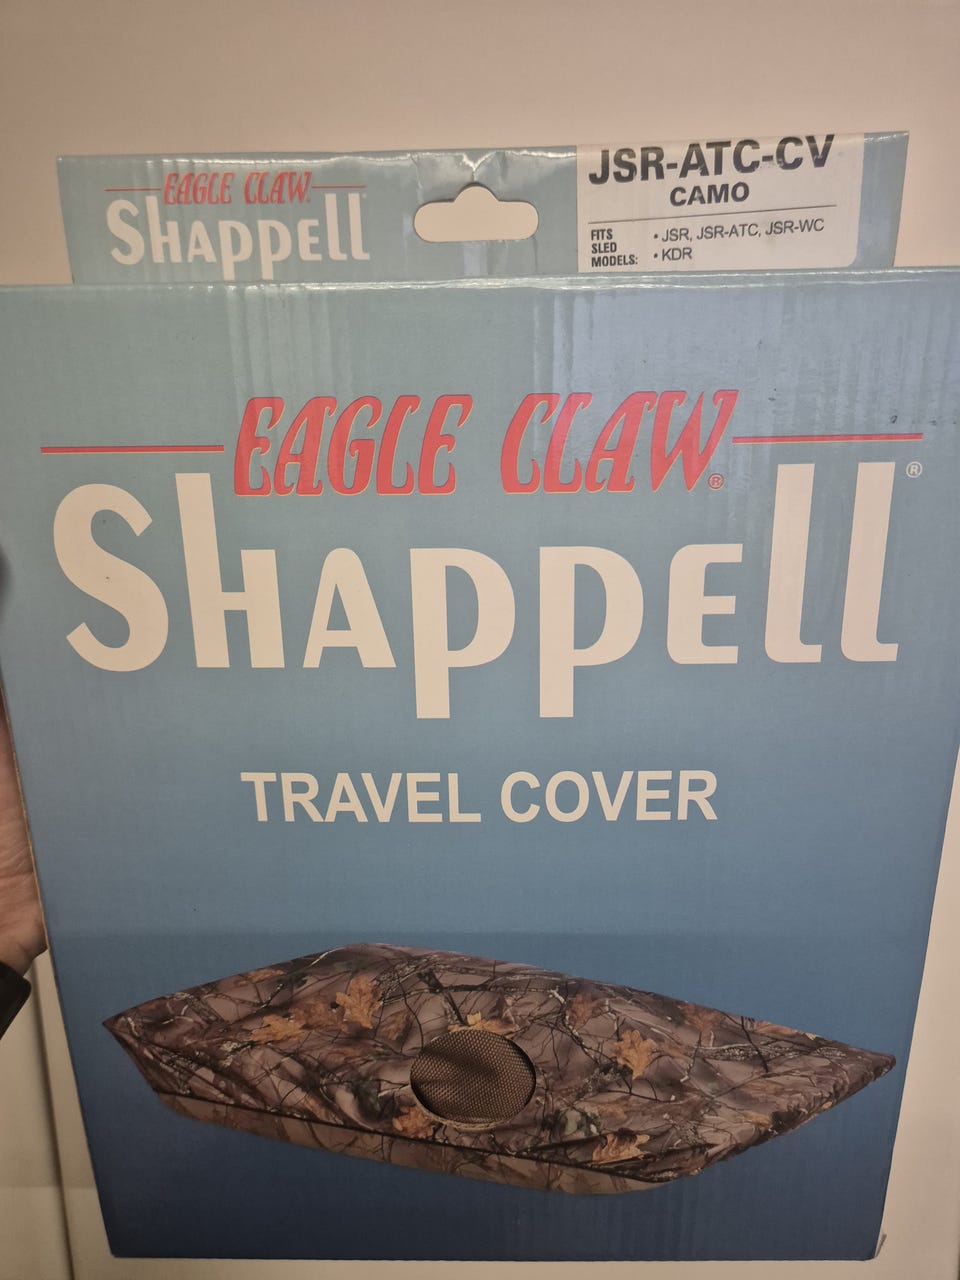 EAGLE CLAW®
Shappell®
JSR-ATC-CV
CAMO
FITS SLED MODELS:
• JSR, JSR-ATC, JSR-WC
• KDR
EAGLE CLAW®
Shappell®
TRAVEL COVER